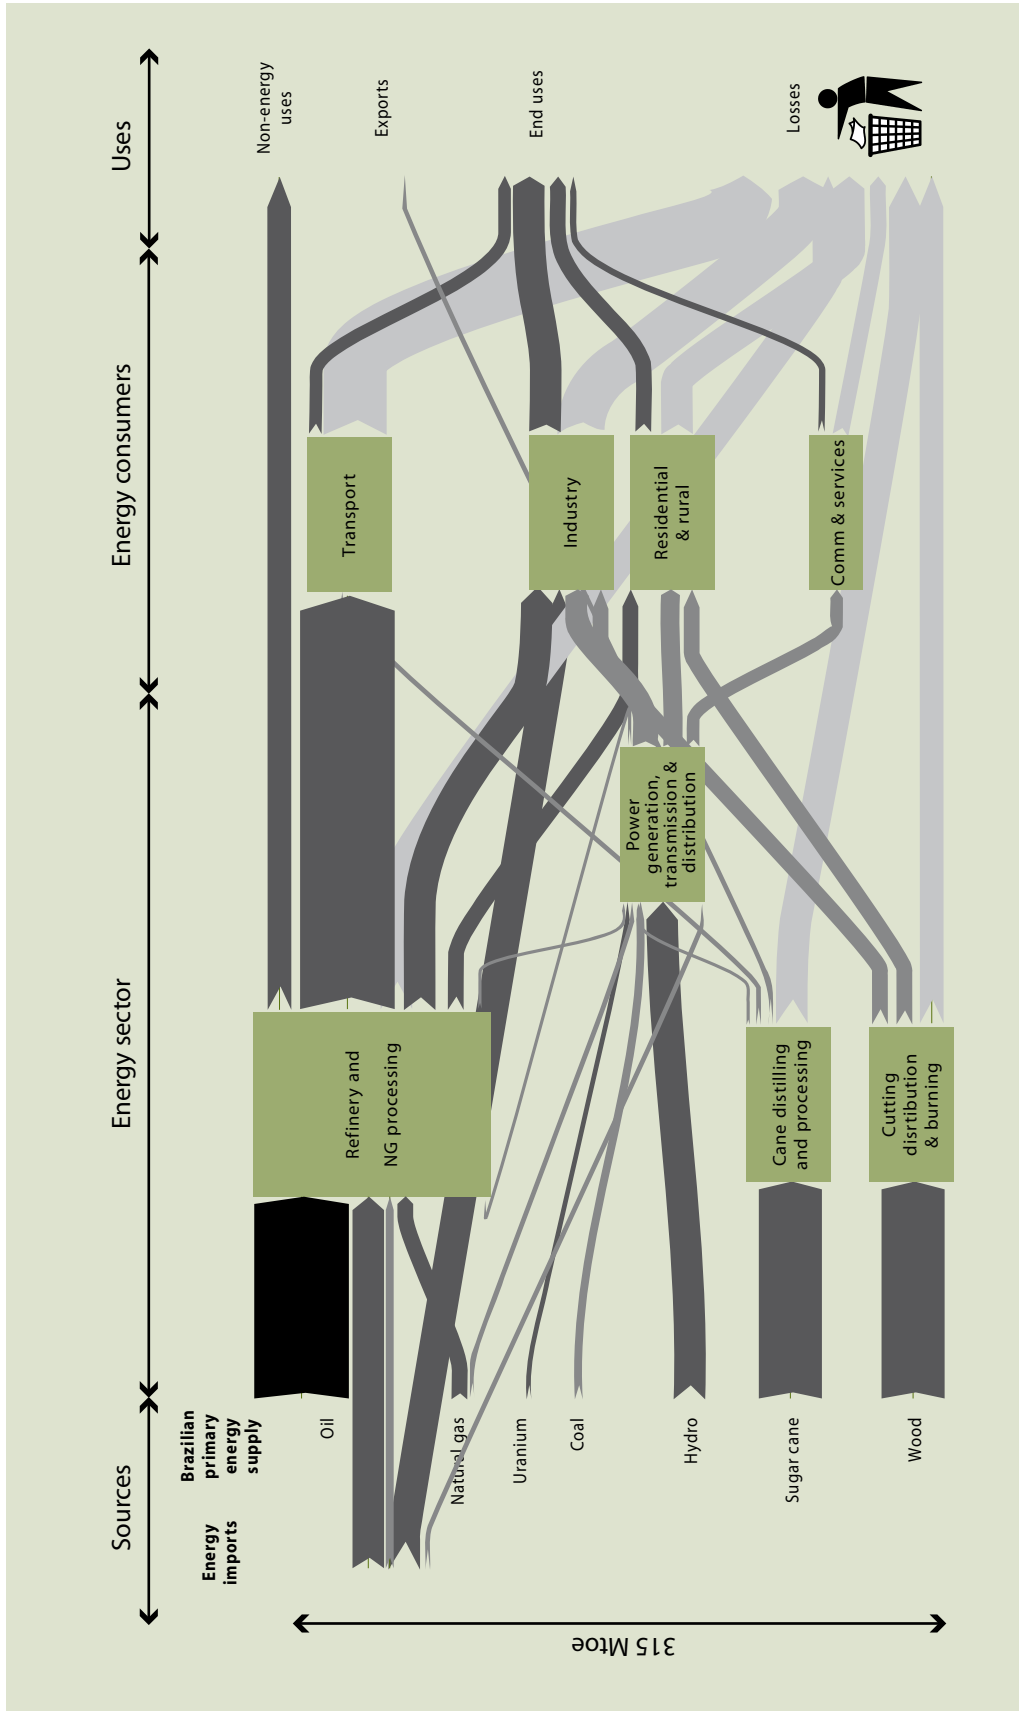 Sources
Energy sector
Energy consumers
Uses
Brazilian
primary
energy
supply
Energy
imports
Oil
Natural gas
Uranium
Coal
Hydro
Sugar cane
Wood
Refinery and
NG processing
Power
generation,
transmission &
distribution
Cane distilling
and processing
Cutting
disrtibution
& burning
Transport
Industry
Residential
& rural
Comm & services
Non-energy
uses
Exports
End uses
Losses
315 Mtoe